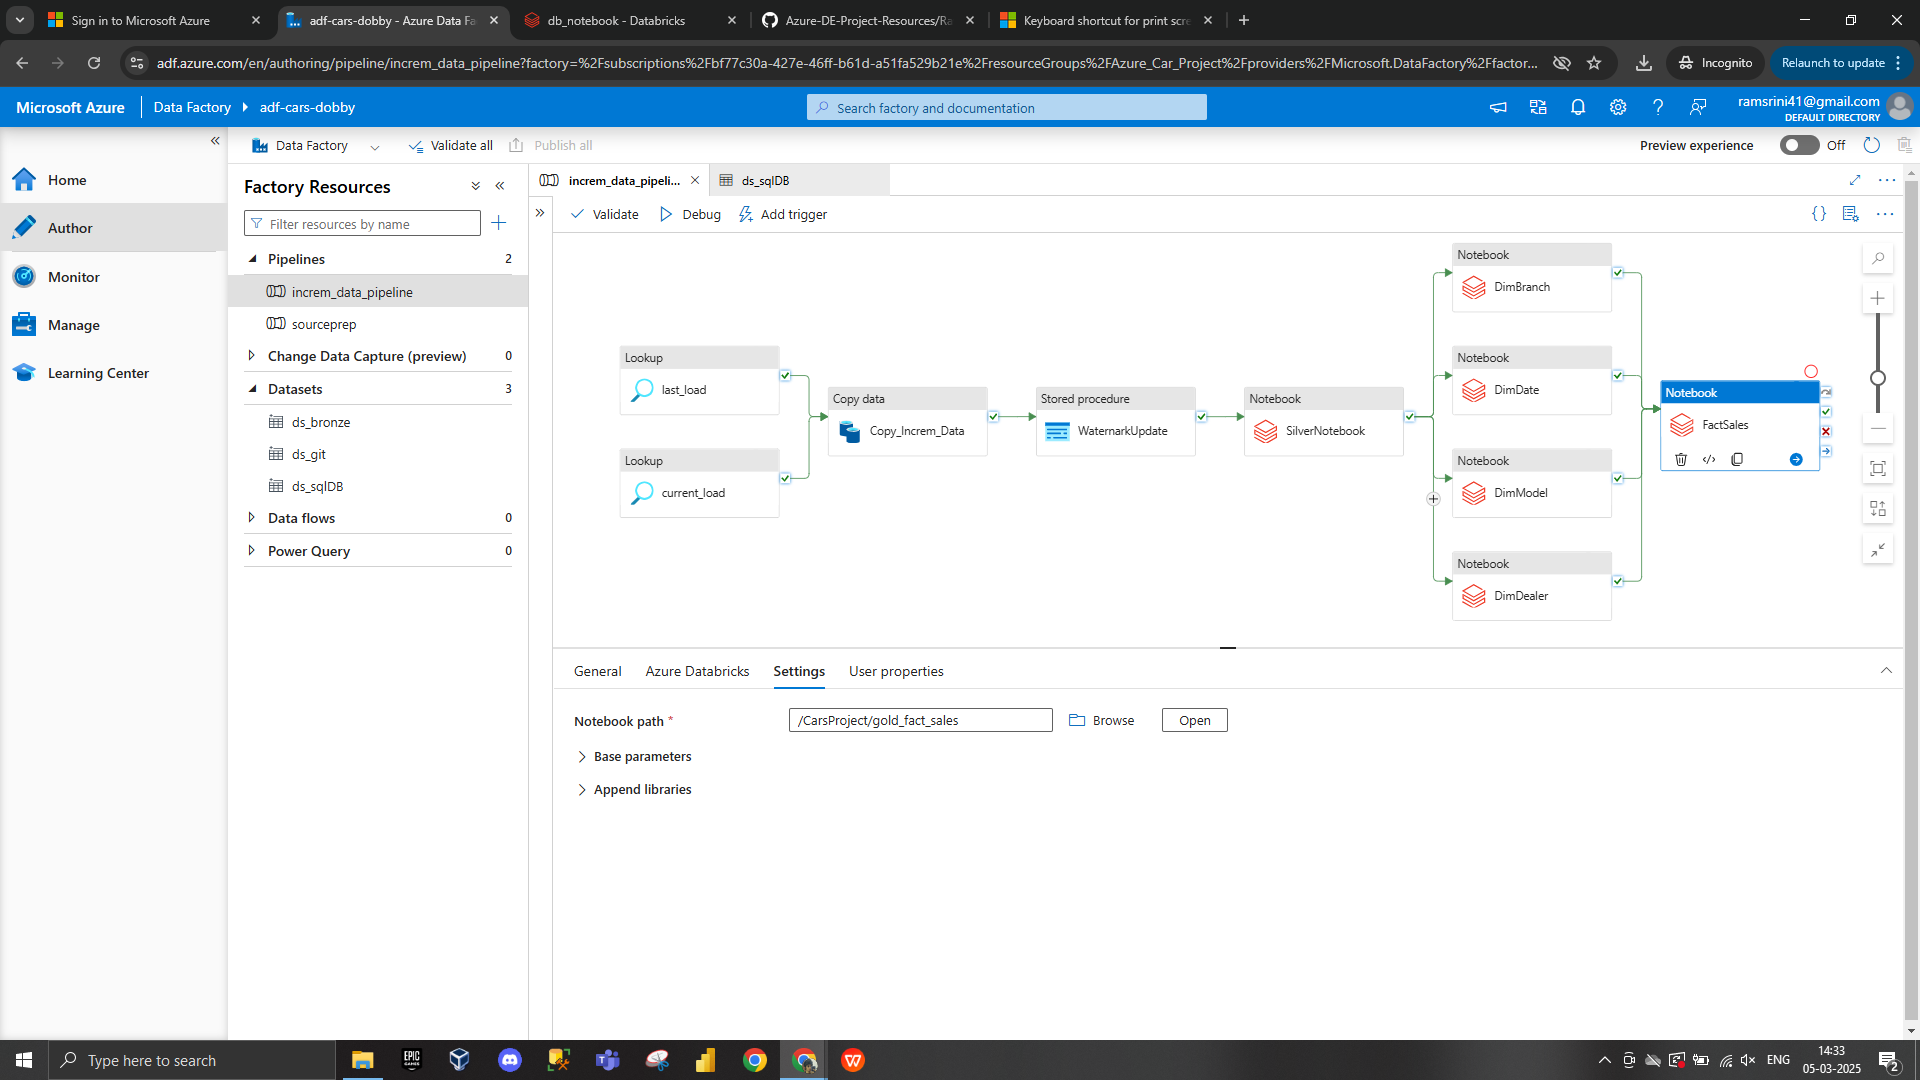 Sign in to Microsoft Azure
adf-cars-dobby - Azure Data Fa
db_notebook - Databricks
Azure-DE-Project-Resources/Ra
Keyboard shortcut for print scre
adf.azure.com/en/authoring/pipeline/increm_data_pipeline?factory=%2Fsubscriptions%2Fbf77c30a-427e-46ff-b61d-a51fa529b21e%2FresourceGroups%2FAzure_Car_Project%2Fproviders%2FMicrosoft.DataFactory%2Ffactor...
Incognito
Relaunch to update
Microsoft Azure
Data Factory
adf-cars-dobby
Search factory and documentation
ramsrini41@gmail.com
DEFAULT DIRECTORY
Data Factory
Validate all
Publish all
Preview experience
Off
Home
Author
Monitor
Manage
Learning Center
Factory Resources
Filter resources by name
Pipelines 2
increm_data_pipeline
sourceprep
Change Data Capture (preview) 0
Datasets 3
ds_bronze
ds_git
ds_sqlDB
Data flows 0
Power Query 0
increm_data_pipeli...
ds_sqlDB
Validate
Debug
Add trigger
Lookup
last_load
Lookup
current_load
Copy data
Copy_Increm_Data
Stored procedure
WaternarkUpdate
Notebook
SilverNotebook
Notebook
DimBranch
Notebook
DimDate
Notebook
DimModel
Notebook
DimDealer
Notebook
FactSales
General
Azure Databricks
Settings
User properties
Notebook path *
/CarsProject/gold_fact_sales
Browse
Open
Base parameters
Append libraries
Type here to search
EPIC GAMES
ENG
14:33
05-03-2025
2